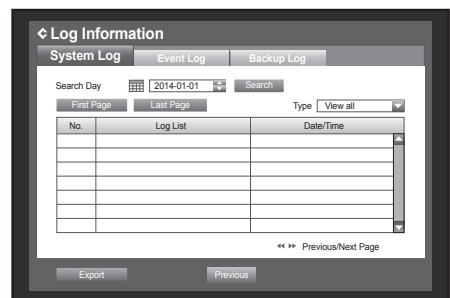 Log Information
System Log Event Log Backup Log
Search Day 2014-01-01 Search
First Page Last Page Type View all
No. Log List Date/Time
Previous/Next Page
Export Previous